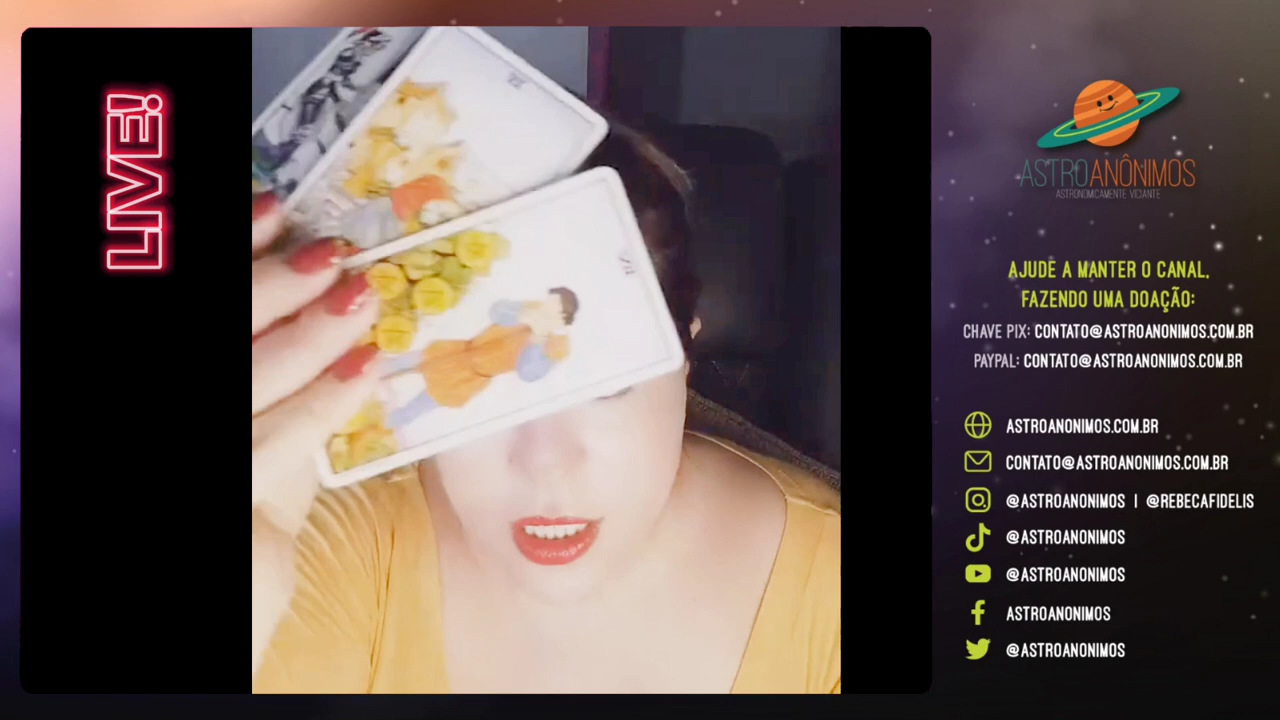 LIVE!
VII
ASTROANÔNIMOS
ASTRONOMICAMENTE VICIANTE
AJUDE A MANTER O CANAL,
FAZENDO UMA DOAÇÃO:
CHAVE PIX: CONTATO@ASTROANONIMOS.COM.BR
PAYPAL: CONTATO@ASTROANONIMOS.COM.BR
ASTROANONIMOS.COM.BR
CONTATO@ASTROANONIMOS.COM.BR
@ASTROANONIMOS | @REBECAFIDELIS
@ASTROANONIMOS
@ASTROANONIMOS
ASTROANONIMOS
@ASTROANONIMOS